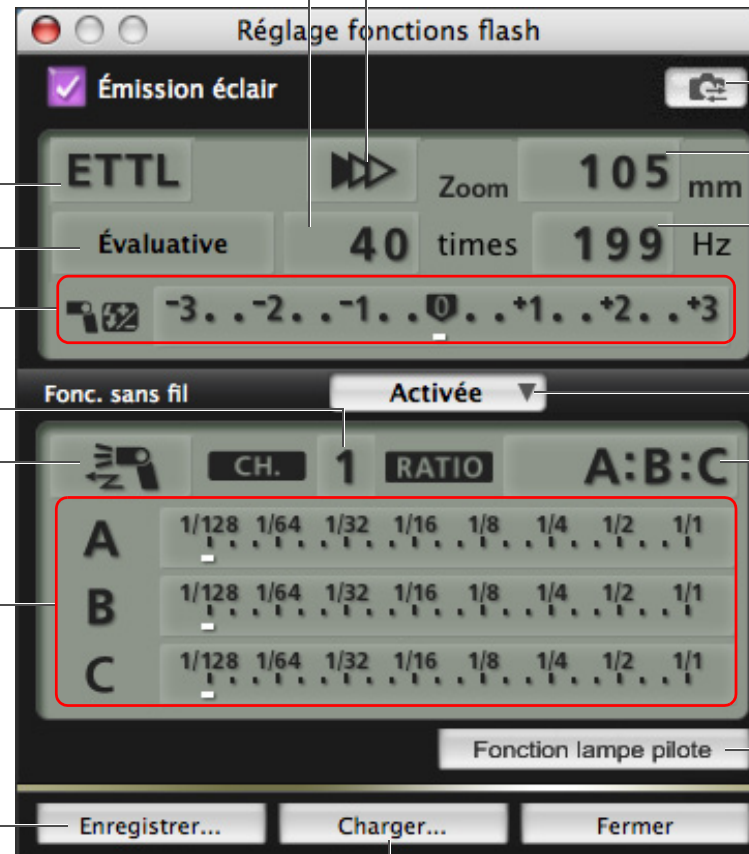 Réglage fonctions flash
Émission éclair
ETTL Zoom 105 mm
Évaluative 40 times 199 Hz
-3..-2..-1..0..+1..+2..+3
Fonc. sans fil Activée
CH. 1 RATIO A:B:C
A 1/128 1/64 1/32 1/16 1/8 1/4 1/2 1/1
B 1/128 1/64 1/32 1/16 1/8 1/4 1/2 1/1
C 1/128 1/64 1/32 1/16 1/8 1/4 1/2 1/1
Fonction lampe pilote
Enregistrer... Charger... Fermer